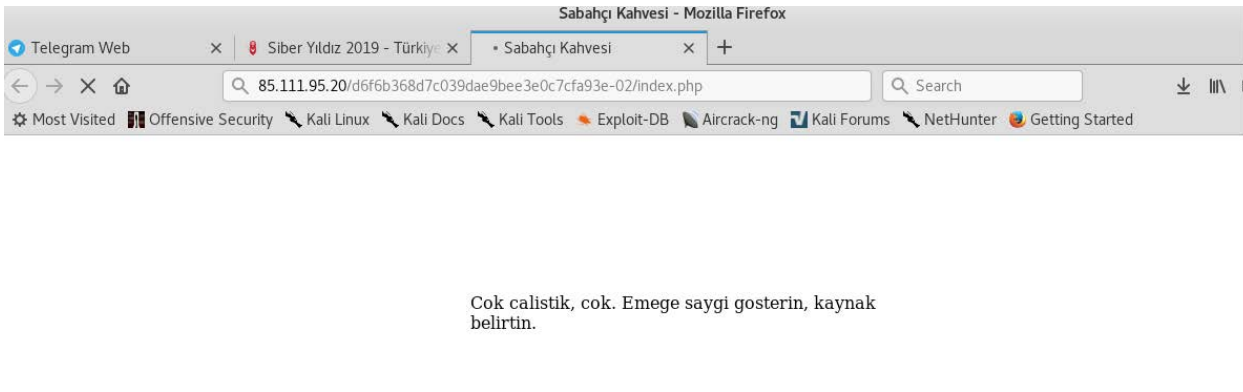 Sabahçı Kahvesi - Mozilla Firefox
Telegram Web
Siber Yıldız 2019 - Türkiye
• Sabahçı Kahvesi
85.111.95.20/d6f6b368d7c039dae9bee3e0c7cfa93e-02/index.php
Search
Most Visited Offensive Security Kali Linux Kali Docs Kali Tools Exploit-DB Aircrack-ng Kali Forums NetHunter Getting Started
Cok calistik, cok. Emege saygi gosterin, kaynak
belirtin.